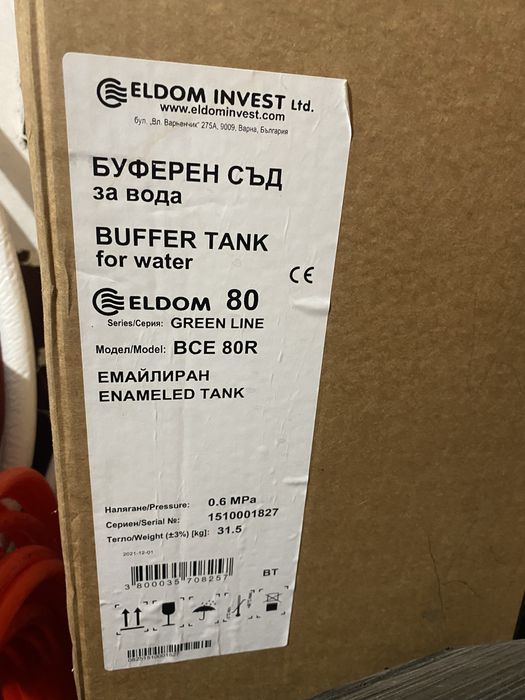 ELDOM INVEST Ltd.
www.eldominvest.com
бул. „Вл. Варненчик" 275А, 9009, Варна, България
БУФЕРЕН СЪД
за вода
BUFFER TANK
for water
CE
ELDOM 80
Series/Серия: GREEN LINE
Модел/Model: BCE 80R
ЕМАЙЛИРАН
ENAMELED TANK
Налягане/Pressure: 0.6 MPa
Сериен/Serial №: 1510001827
Тегло/Weight (±3%) [kg]: 31.5
2021-12-01
3 800035 708257
BT